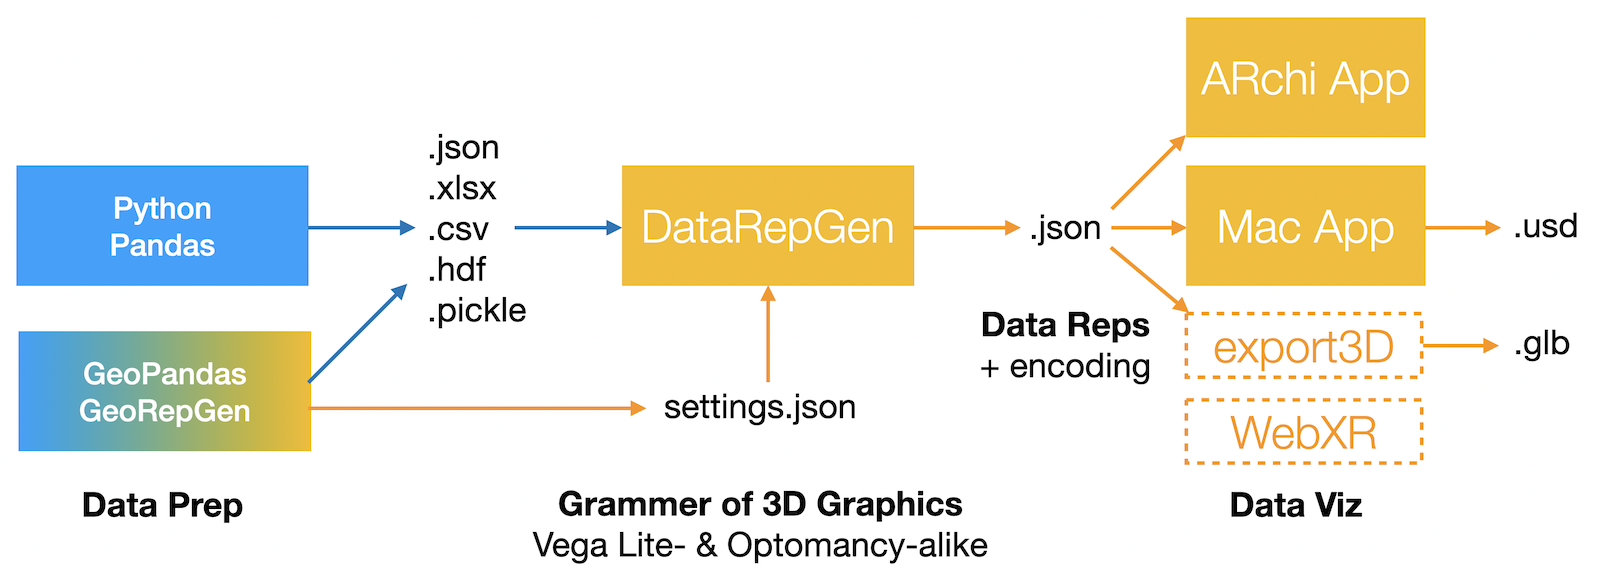 Python
Pandas
GeoPandas
GeoRepGen
Data Prep
.json
.xlsx
.csv
.hdf
.pickle
DataRepGen
settings.json
Grammer of 3D Graphics
Vega Lite- & Optomancy-alike
.json
Data Reps
+ encoding
ARchi App
Mac App
export3D
WebXR
Data Viz
.usd
.glb